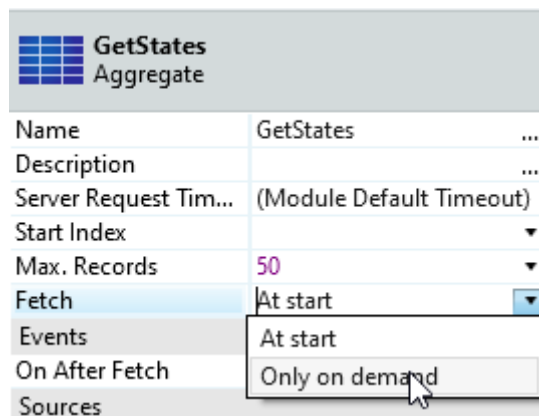 GetStates
Aggregate
Name GetStates ...
Description ...
Server Request Tim... (Module Default Timeout)
Start Index
Max. Records 50
Fetch At start
Events At start
On After Fetch Only on demand
Sources